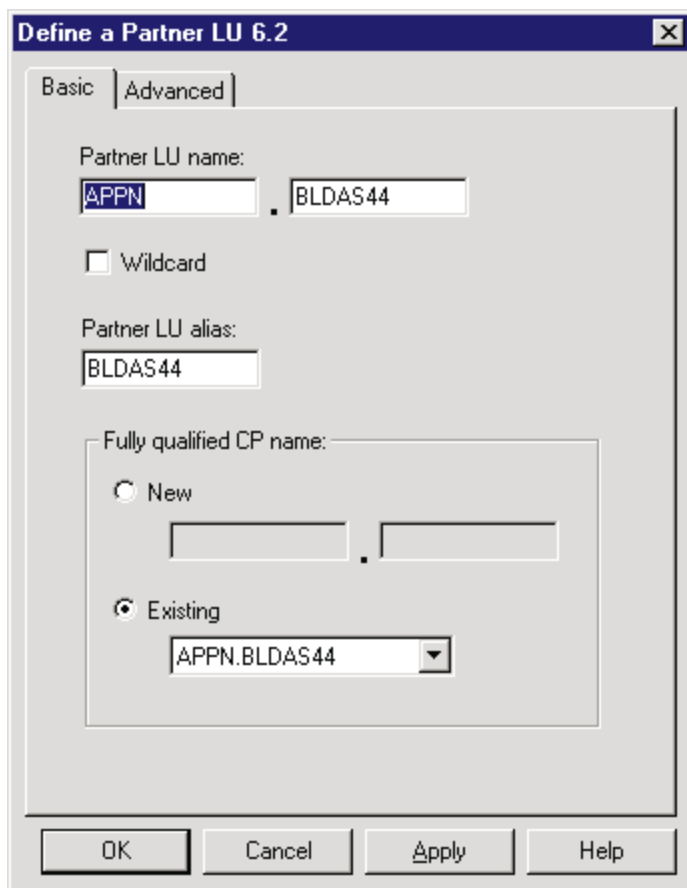 Define a Partner LU 6.2
Basic Advanced
Partner LU name:
APPN . BLDAS44
Wildcard
Partner LU alias:
BLDAS44
Fully qualified CP name:
New
.
Existing
APPN.BLDAS44
OK Cancel Apply Help